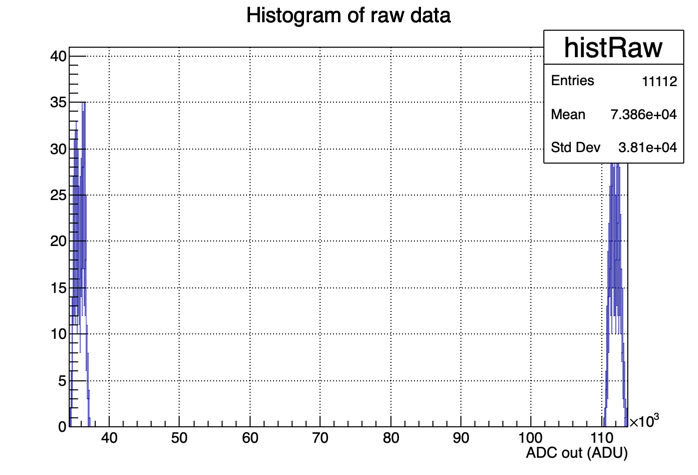 Histogram of raw data
histRaw
Entries 11112
Mean 7.386e+04
Std Dev 3.81e+04
40
35
30
25
20
15
10
5
0
40 50 60 70 80 90 100 110 ×10³
ADC out (ADU)